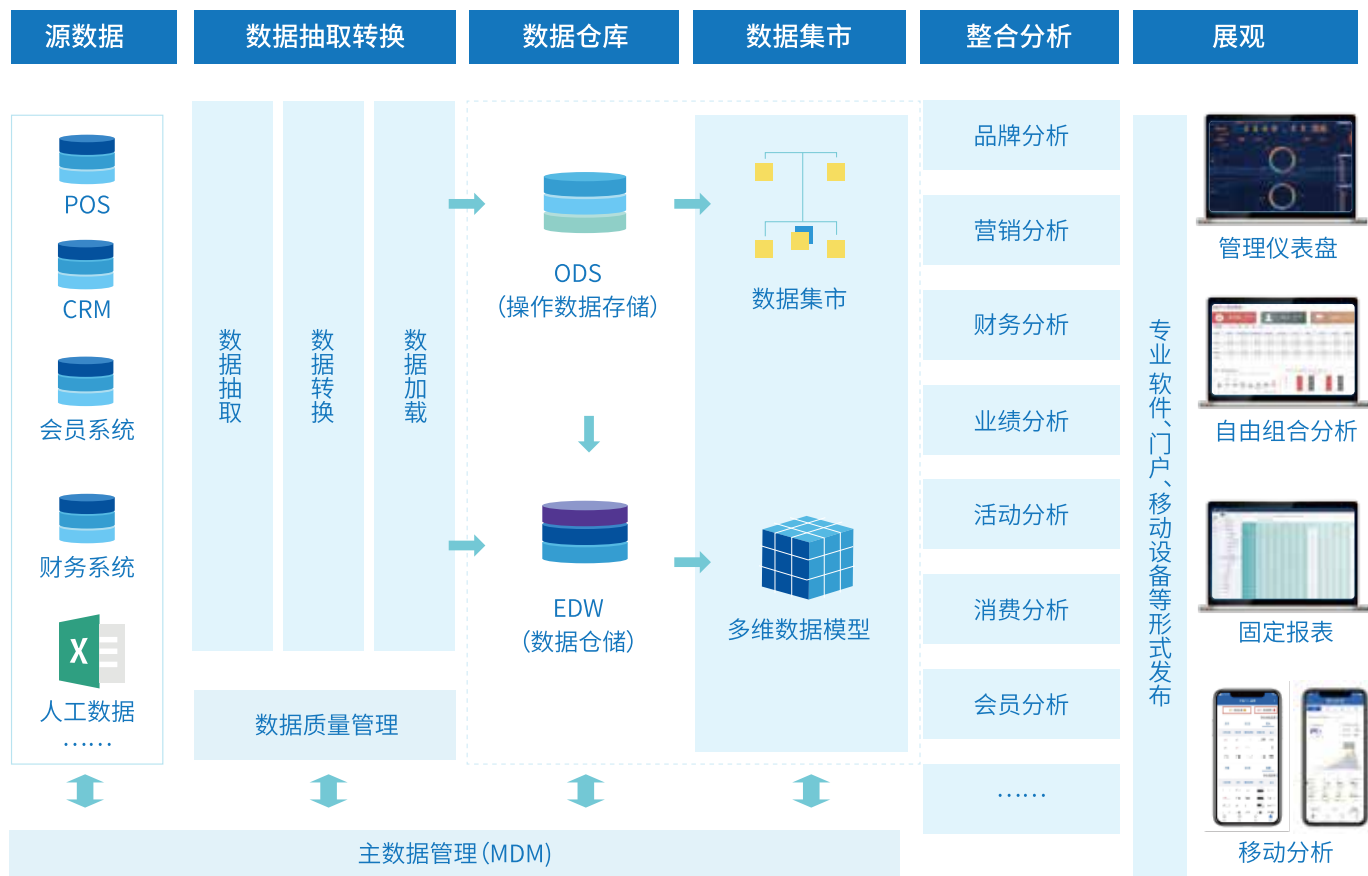 源数据
数据抽取转换
数据仓库
数据集市
整合分析
展观
POS
CRM
会员系统
财务系统
X
人工数据
……
数据抽取
数据转换
数据加载
数据质量管理
ODS
（操作数据存储）
EDW
（数据仓储）
数据集市
多维数据模型
品牌分析
营销分析
财务分析
业绩分析
活动分析
消费分析
会员分析
……
专业 软件、门户、移动设备等形式发布
管理仪表盘
自由组合分析
固定报表
移动分析
主数据管理（MDM）